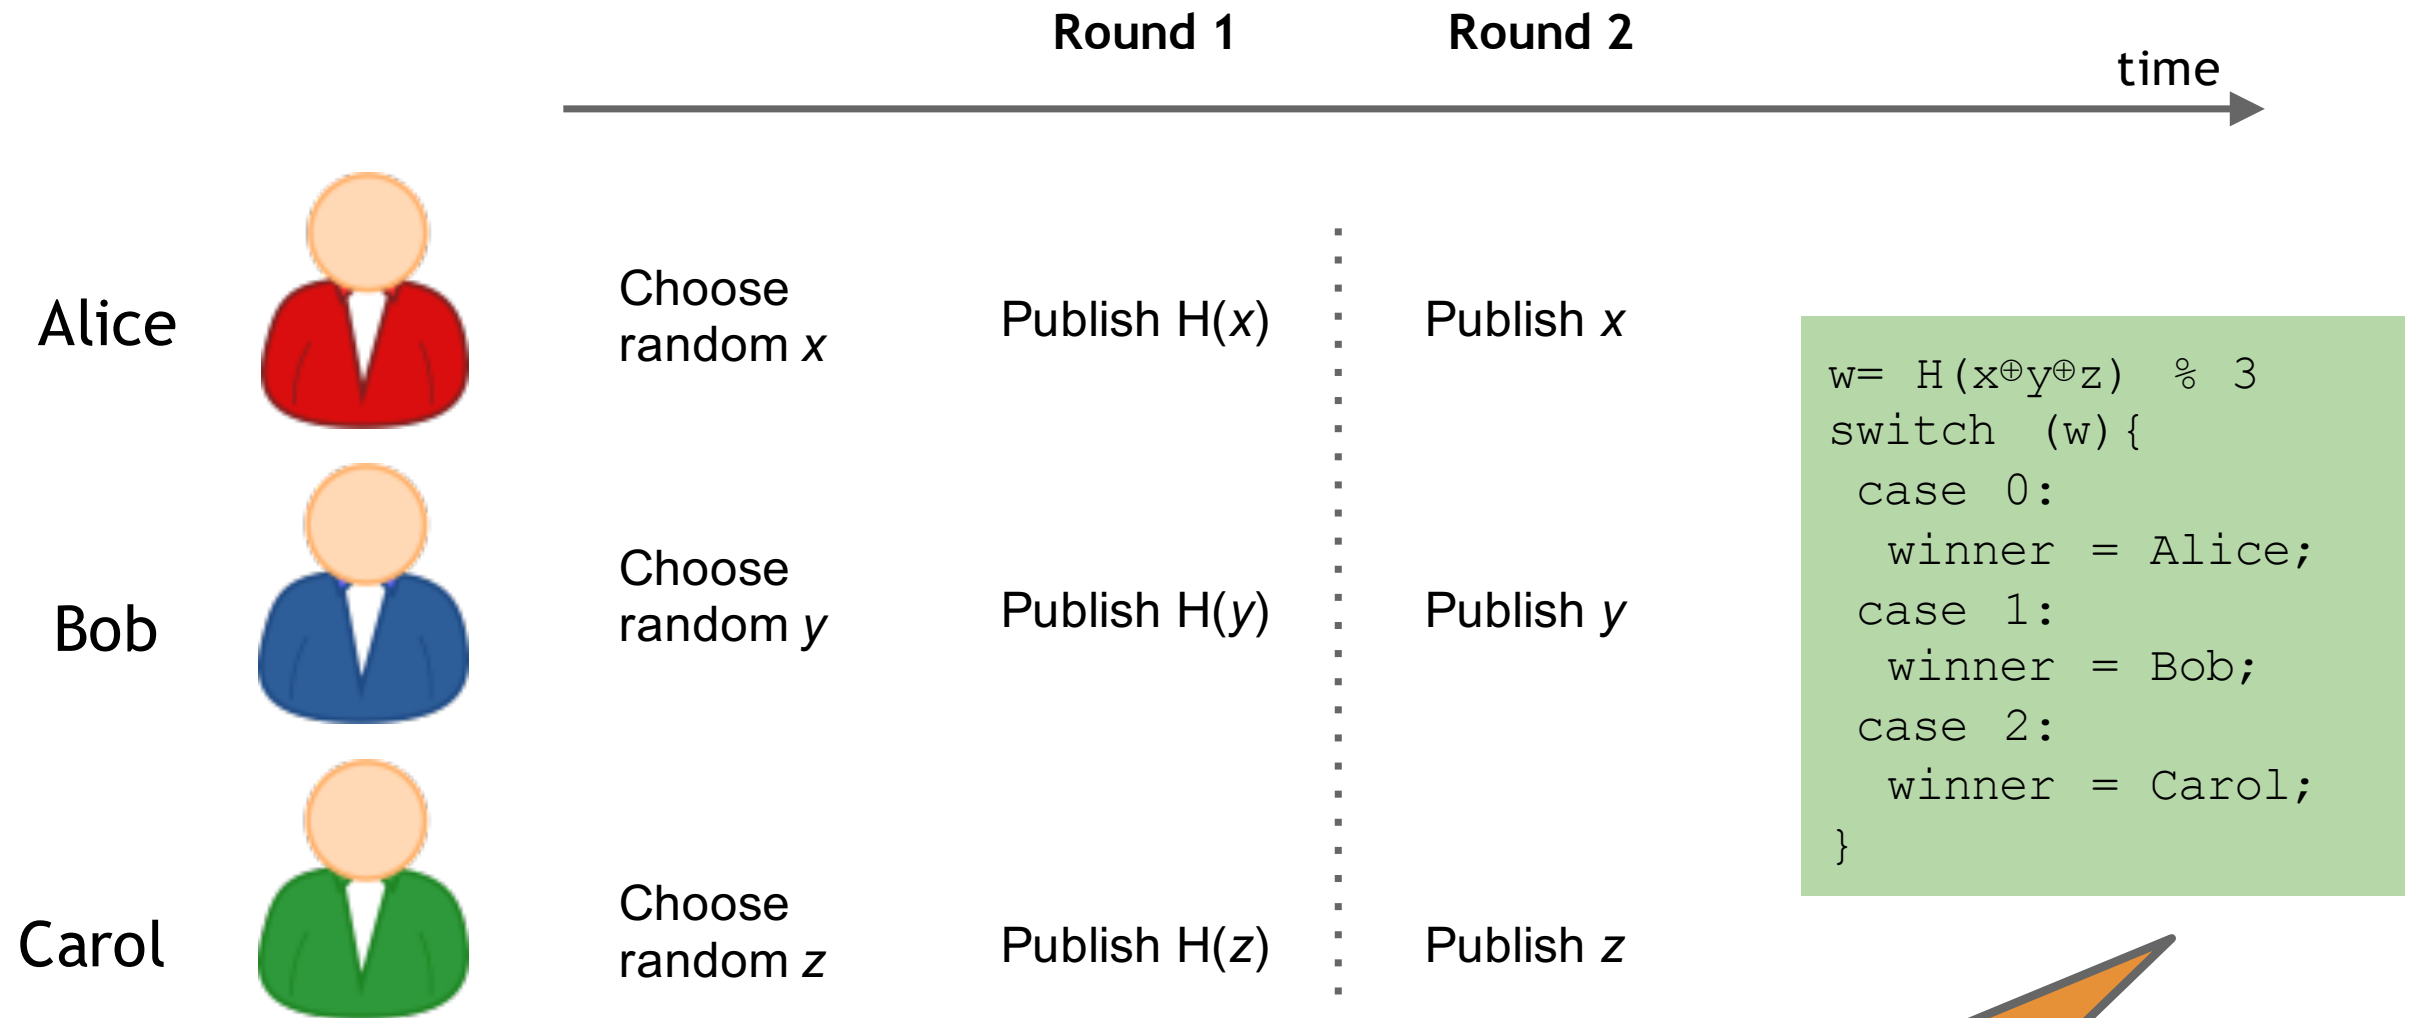 Round 1
Round 2
time
Alice
Choose
random x
Publish H(x)
Publish x
Bob
Choose
random y
Publish H(y)
Publish y
Carol
Choose
random z
Publish H(z)
Publish z
w= H(x⊕y⊕z) % 3
switch (w){
case 0:
winner = Alice;
case 1:
winner = Bob;
case 2:
winner = Carol;
}